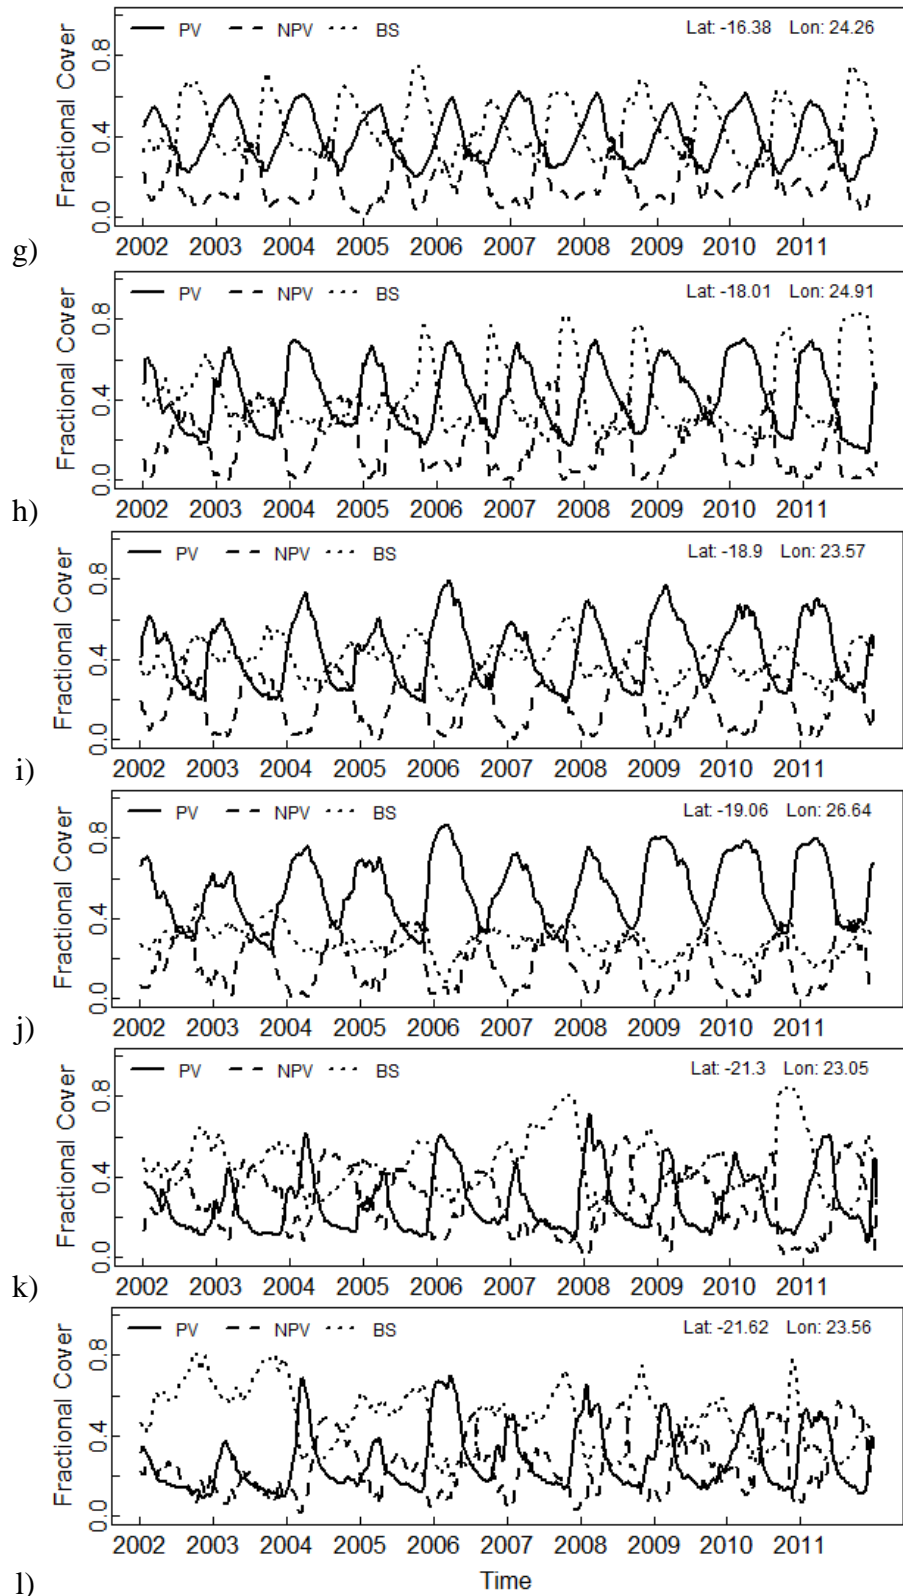 PV NPV BS Lat: -16.38 Lon: 24.26
Fractional Cover
0.0 0.4 0.8
2002 2003 2004 2005 2006 2007 2008 2009 2010 2011
g)
PV NPV BS Lat: -18.01 Lon: 24.91
Fractional Cover
0.0 0.4 0.8
2002 2003 2004 2005 2006 2007 2008 2009 2010 2011
h)
PV NPV BS Lat: -18.9 Lon: 23.57
Fractional Cover
0.0 0.4 0.8
2002 2003 2004 2005 2006 2007 2008 2009 2010 2011
i)
PV NPV BS Lat: -19.06 Lon: 26.64
Fractional Cover
0.0 0.4 0.8
2002 2003 2004 2005 2006 2007 2008 2009 2010 2011
j)
PV NPV BS Lat: -21.3 Lon: 23.05
Fractional Cover
0.0 0.4 0.8
2002 2003 2004 2005 2006 2007 2008 2009 2010 2011
k)
PV NPV BS Lat: -21.62 Lon: 23.56
Fractional Cover
0.0 0.4 0.8
2002 2003 2004 2005 2006 2007 2008 2009 2010 2011
Time
l)